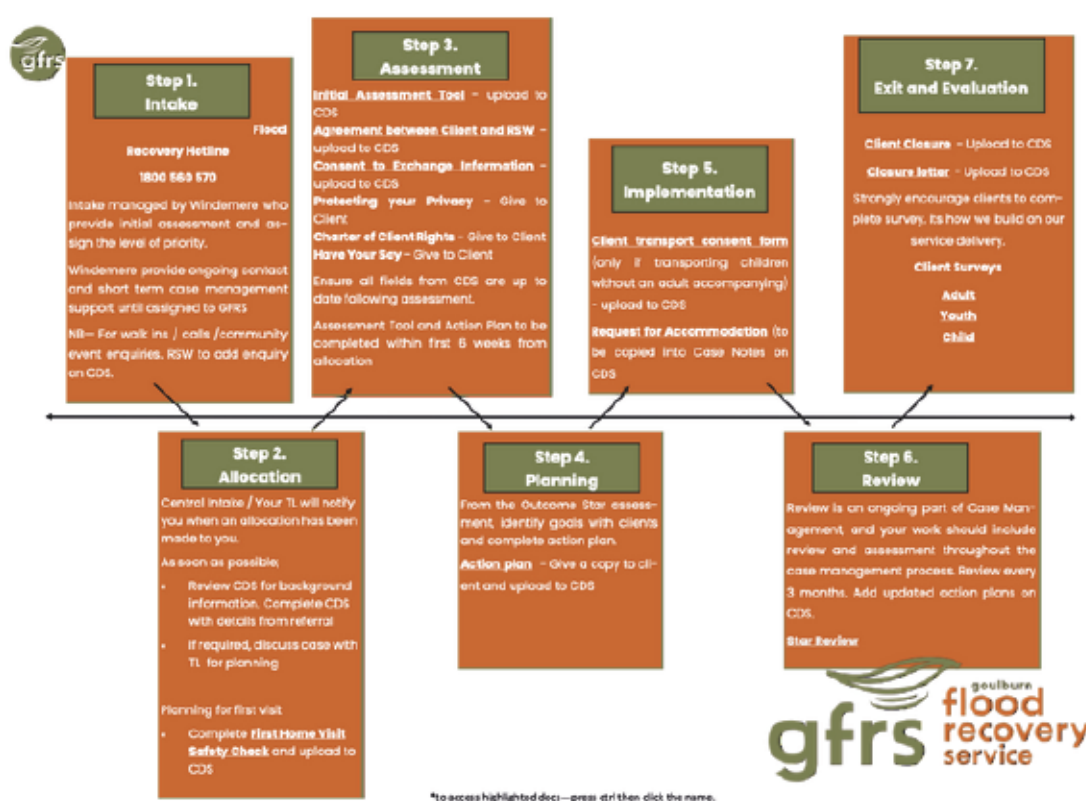 gfrs
Step 1.
Intake
Flood
Recovery Hotline
1800 560 570
Intake managed by Windemere who
provide initial assessment and as-
sign the level of priority.
Windemere provide ongoing contact
and short term case management
support until assigned to GFRS
NB— For walk ins / calls /community
event enquiries. RSW to add enquiry
on CDS.
Step 2.
Allocation
Central Intake / Your TL will notify
you when an allocation has been
made to you.
As soon as possible;
• Review CDS for background
information. Complete CDS
with details from referral
• If required, discuss case with
TL for planning
Planning for first visit
• Complete First Home Visit
Safety Check and upload to
CDS
Step 3.
Assessment
Initial Assessment Tool - upload to
CDS
Agreement between Client and RSW -
upload to CDS
Consent to Exchange Information -
upload to CDS
Protecting your Privacy - Give to
Client
Charter of Client Rights - Give to Client
Have Your Say - Give to Client
Ensure all fields from CDS are up to
date following assessment.
Assessment Tool and Action Plan to be
completed within first 6 weeks from
allocation
Step 4.
Planning
From the Outcome Star assess-
ment, identify goals with clients
and complete action plan.
Action plan - Give a copy to cli-
ent and upload to CDS
Step 5.
Implementation
Client transport consent form
(only if transporting children
without an adult accompanying)
- upload to CDS
Request for Accommodation (to
be copied into Case Notes on
CDS
Step 6.
Review
Review is an ongoing part of Case Man-
agement, and your work should include
review and assessment throughout the
case management process. Review every
3 months. Add updated action plans on
CDS.
Star Review
Step 7.
Exit and Evaluation
Client Closure - Upload to CDS
Closure letter - Upload to CDS
Strongly encourage clients to com-
plete survey. Its how we build an our
service delivery.
Client Surveys
Adult
Youth
Child
gfrs
goulburn
flood
recovery
service
*to access highlighted docs—press ctrl then click the name.